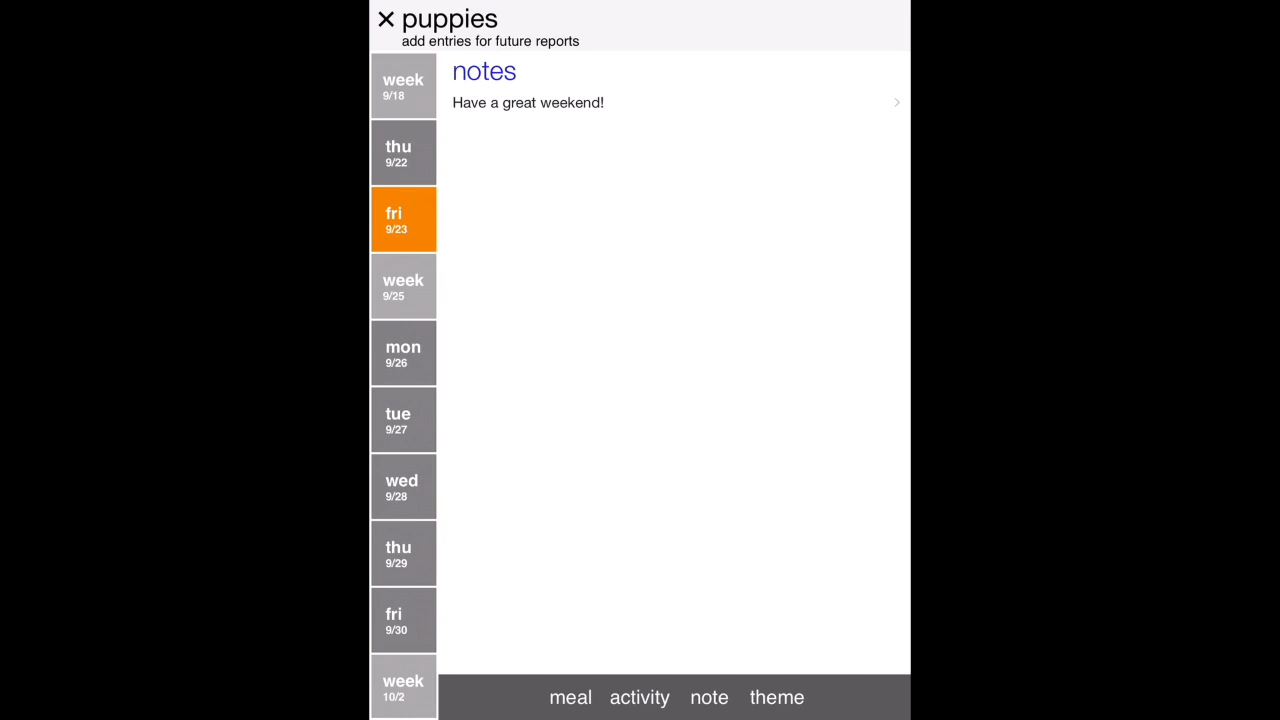 ✕ puppies
add entries for future reports
week
9/18
thu
9/22
fri
9/23
week
9/25
mon
9/26
tue
9/27
wed
9/28
thu
9/29
fri
9/30
week
10/2
notes
Have a great weekend!
meal activity note theme